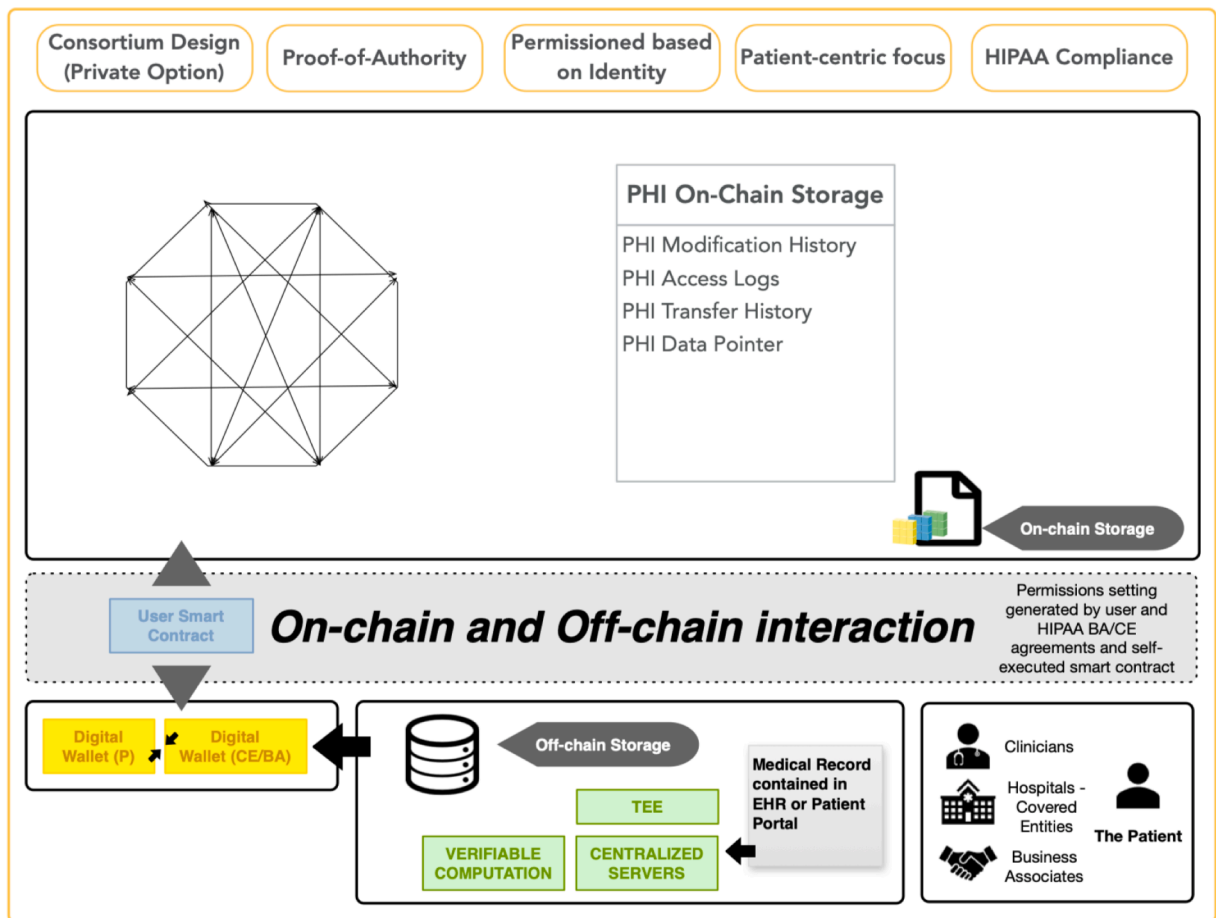 Consortium Design
(Private Option)
Proof-of-Authority
Permissioned based
on Identity
Patient-centric focus
HIPAA Compliance
PHI On-Chain Storage
PHI Modification History
PHI Access Logs
PHI Transfer History
PHI Data Pointer
On-chain Storage
User Smart
Contract
On-chain and Off-chain interaction
Permissions setting
generated by user and
HIPAA BA/CE
agreements and self-
executed smart contract
Digital
Wallet (P)
Digital
Wallet (CE/BA)
Off-chain Storage
Medical Record
contained in
EHR or Patient
Portal
TEE
VERIFIABLE
COMPUTATION
CENTRALIZED
SERVERS
Clinicians
Hospitals -
Covered
Entities
Business
Associates
The Patient